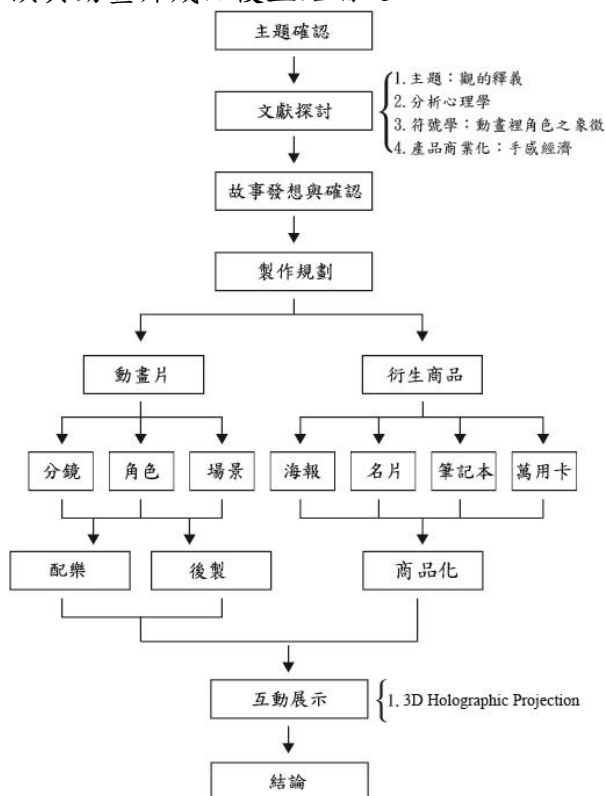 主題確認
文獻探討
1. 主題：觀的釋義
2. 分析心理學
3. 符號學：動畫裡角色之象徵
4. 產品商業化：手感經濟
故事發想與確認
製作規劃
動畫片
衍生商品
分鏡
角色
場景
海報
名片
筆記本
萬用卡
配樂
後製
商品化
互動展示
1. 3D Holographic Projection
結論